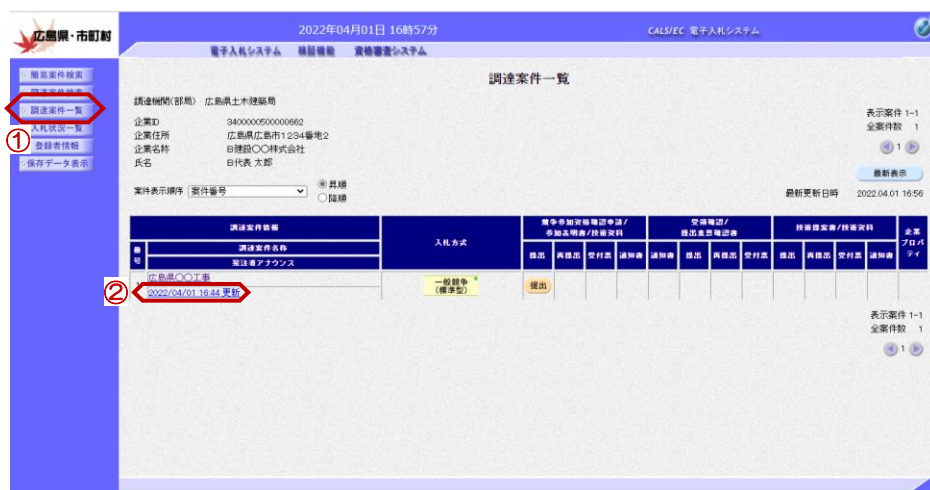 広島県・市町村
2022年04月01日 16時57分
CALS/EC 電子入札システム
電子入札システム 検証機能 資格審査システム
簡易案件検索
調達案件検索
調達案件一覧
入札状況一覧
登録者情報
保存データ表示
①
調達案件一覧
調達機関(部局) 広島県土木建築局
企業ID 3400000500000662
企業住所 広島県広島市1234番地2
企業名称 B建設〇〇株式会社
氏名 B代表 太郎
案件表示順序 案件番号
昇順
降順
表示案件 1-1
全案件数 1
1
最新表示
最新更新日時 2022.04.01 16:56
調達案件情報
番号
調達案件名称
発注者アナウンス
入札方式
競争参加資格確認申請/
参加表明書/技術資料
提出 再提出 受付票 通知書
受領確認/
提出意思確認書
通知書 提出 再提出 受付票
技術提案書/技術資料
提出 再提出 受付票 通知書
企業
プロパ
ティ
1
広島県〇〇工事
② 2022/04/01 16:44 更新
一般競争
(標準型)
提出
表示案件 1-1
全案件数 1
1